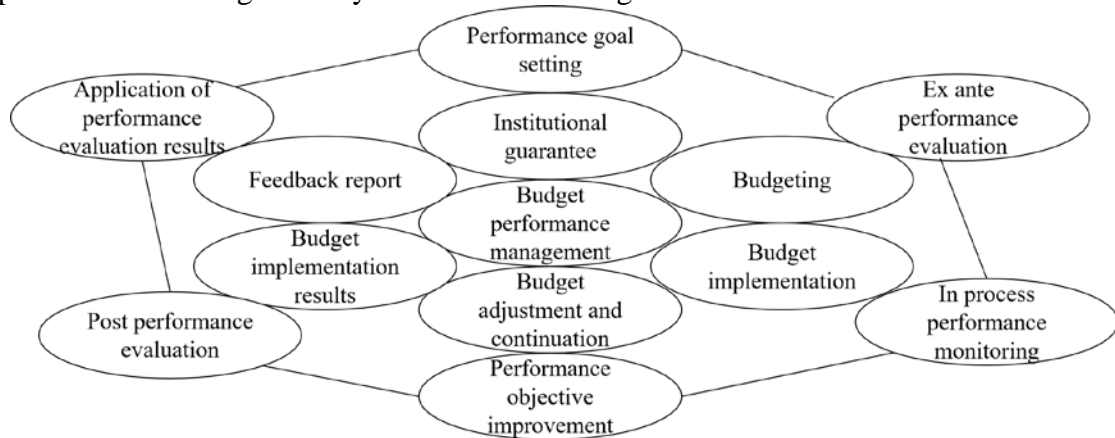 Performance goal
setting
Application of
performance
evaluation results
Ex ante
performance
evaluation
Institutional
guarantee
Feedback report
Budgeting
Budget
performance
management
Budget
implementation
results
Budget
implementation
Budget
adjustment and
continuation
Post performance
evaluation
In process
performance
monitoring
Performance
objective
improvement